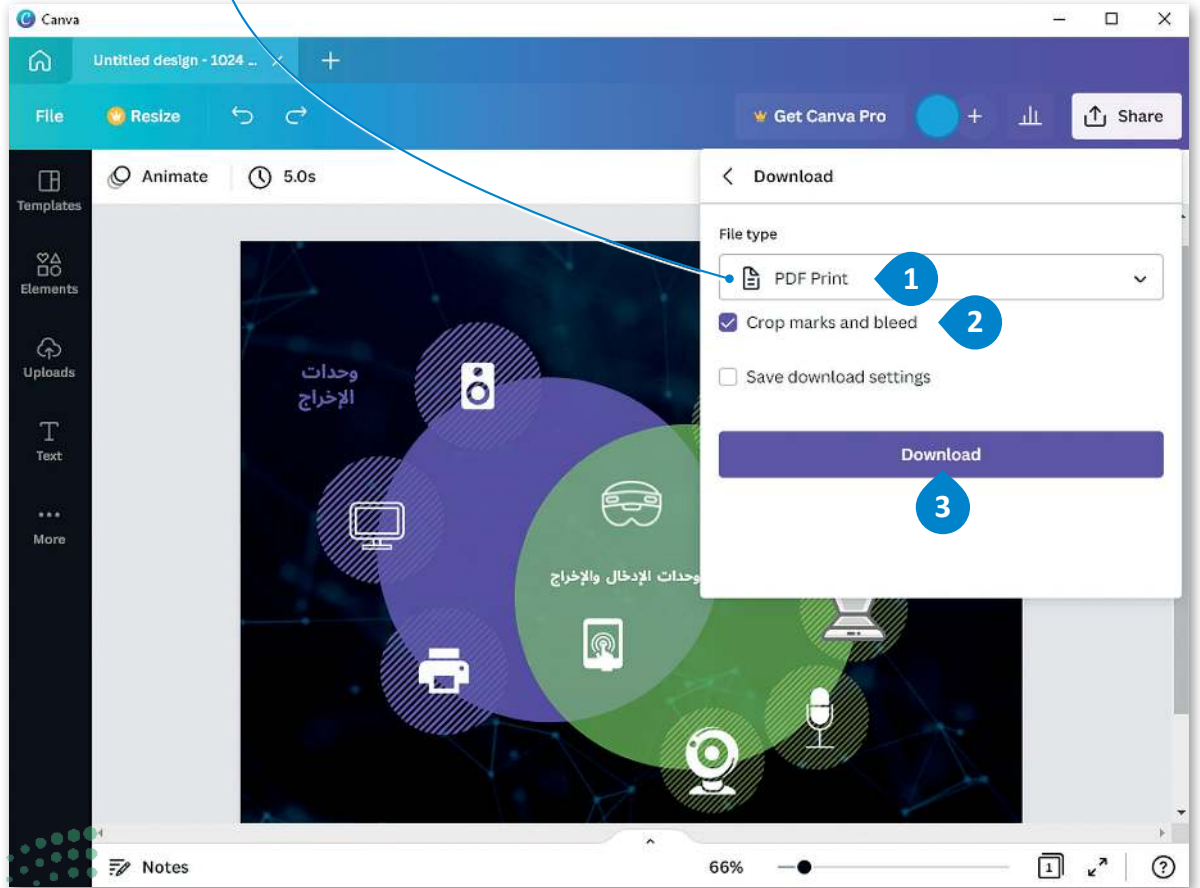 Canva
Untitled design - 1024 ...
File
Resize
Get Canva Pro
Share
Templates
Elements
Uploads
Text
More
Animate
5.0s
Download
File type
PDF Print
1
Crop marks and bleed
2
Save download settings
Download
3
وحدات
الإخراج
وحدات الإدخال والإخراج
Notes
66%
1